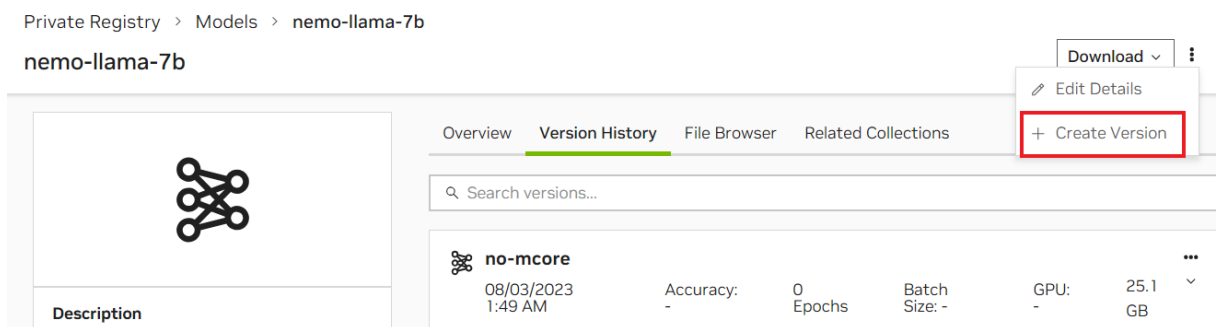 Private Registry > Models > nemo-llama-7b
nemo-llama-7b
Download
Edit Details
+ Create Version
Overview Version History File Browser Related Collections
Search versions...
no-mcore
08/03/2023 1:49 AM
Accuracy: -
0 Epochs
Batch Size: -
GPU: -
25.1 GB
Description